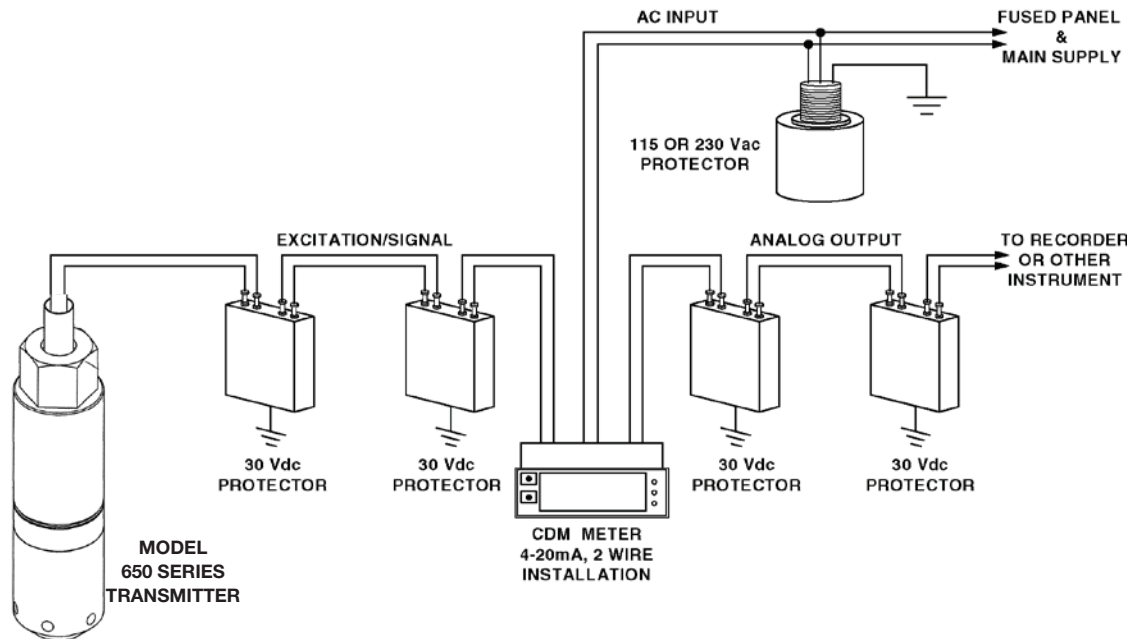 AC INPUT
FUSED PANEL
&
MAIN SUPPLY
115 OR 230 Vac
PROTECTOR
EXCITATION/SIGNAL
ANALOG OUTPUT
TO RECORDER
OR OTHER
INSTRUMENT
30 Vdc
PROTECTOR
30 Vdc
PROTECTOR
30 Vdc
PROTECTOR
30 Vdc
PROTECTOR
CDM METER
4-20mA, 2 WIRE
INSTALLATION
MODEL
650 SERIES
TRANSMITTER